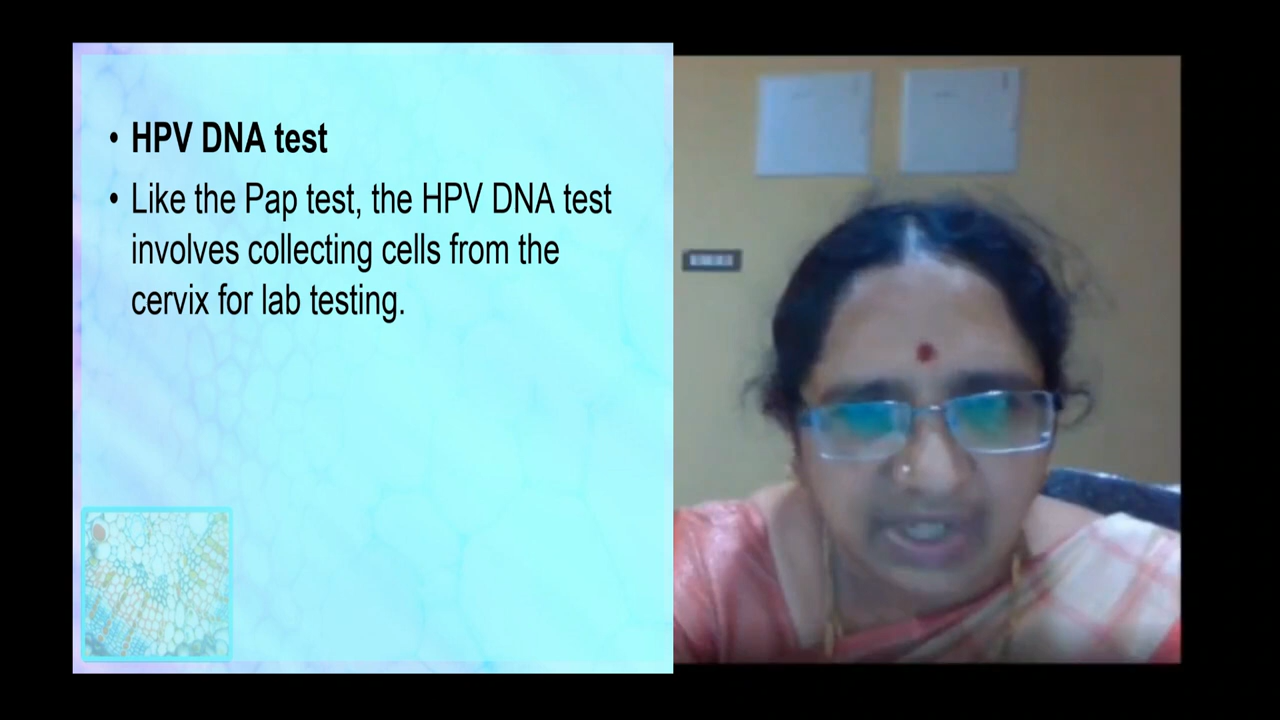 • HPV DNA test
• Like the Pap test, the HPV DNA test
involves collecting cells from the
cervix for lab testing.